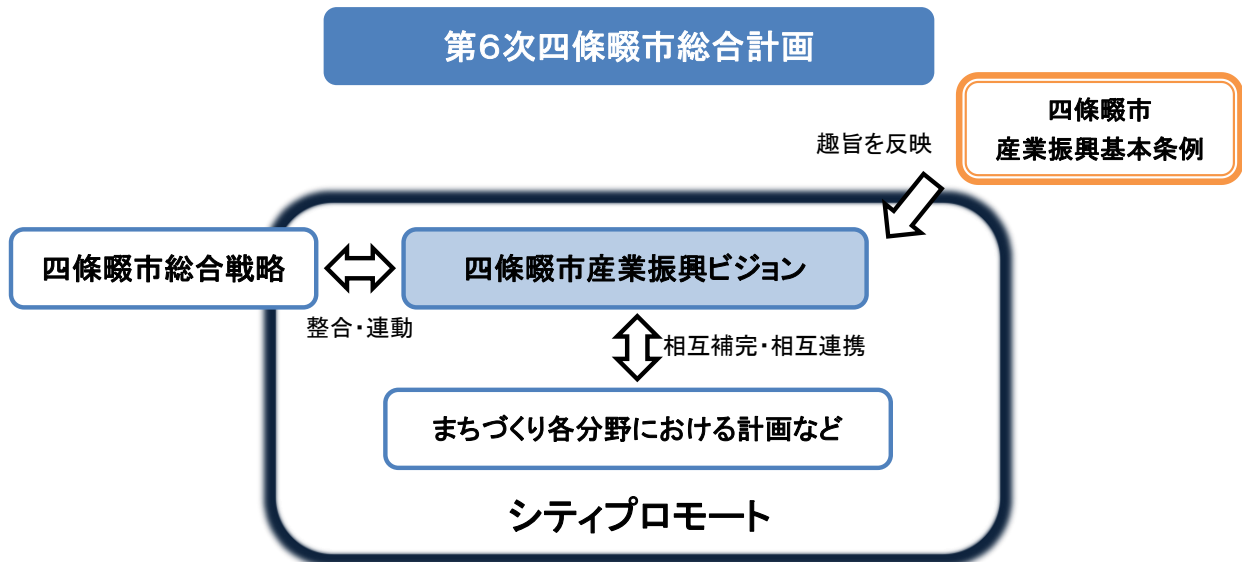 第６次四條畷市総合計画
四條畷市
産業振興基本条例
趣旨を反映
四條畷市総合戦略
四條畷市産業振興ビジョン
整合・連動
相互補完・相互連携
まちづくり各分野における計画など
シティプロモート